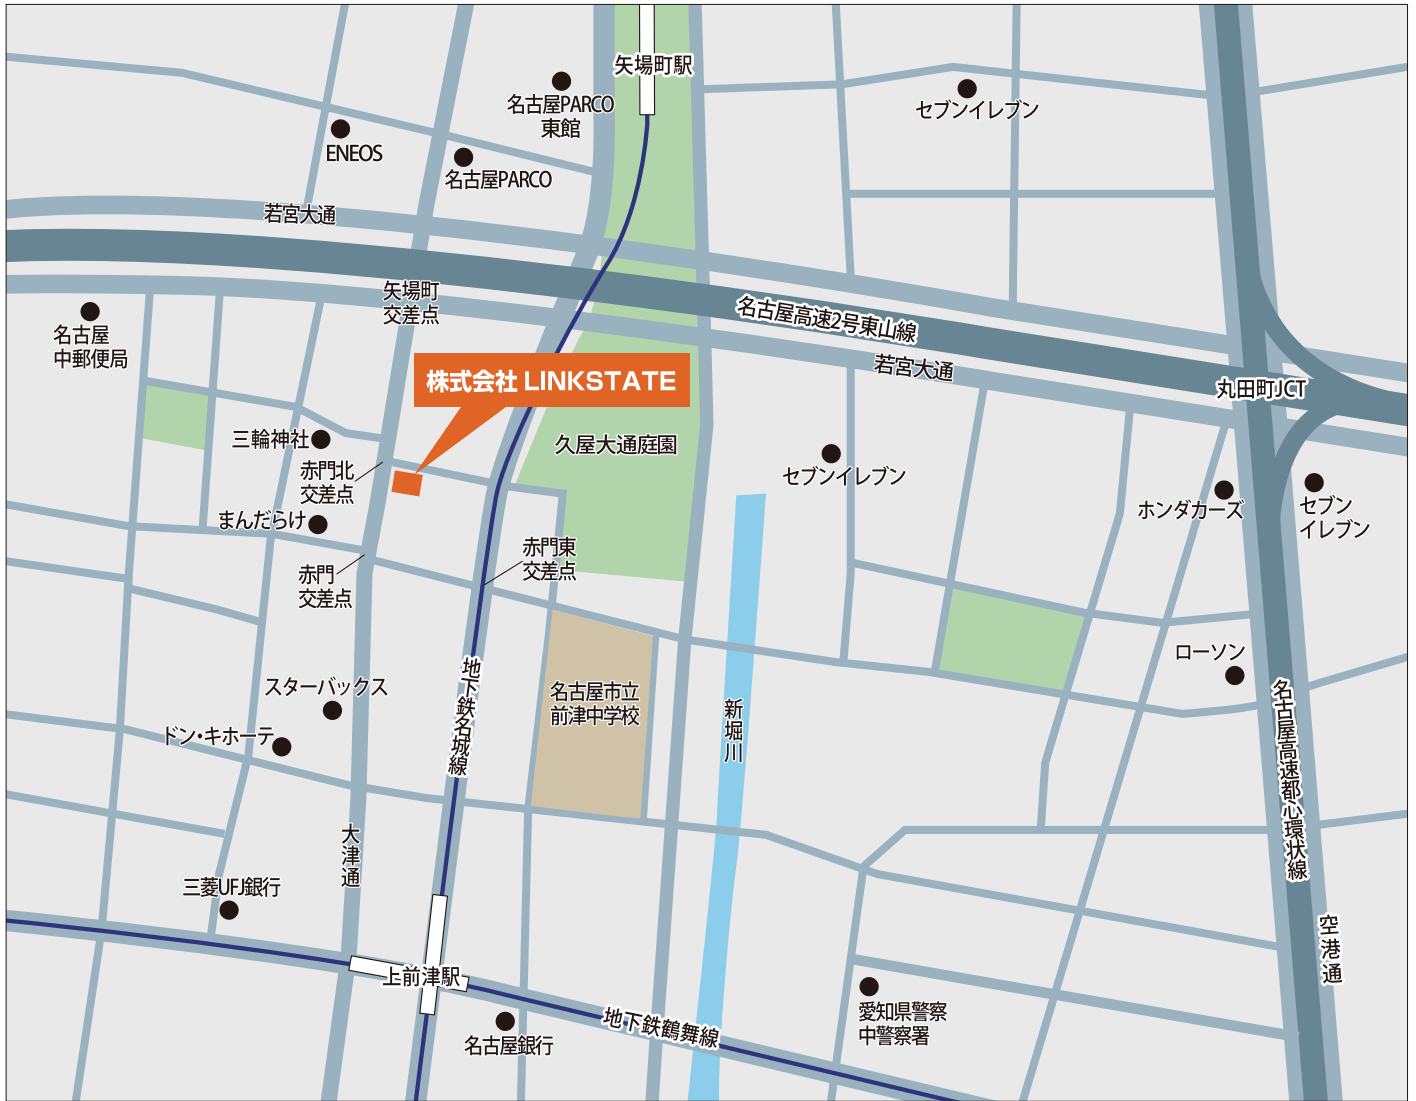 矢場町駅
名古屋PARCO
東館
セブンイレブン
ENEOS
名古屋PARCO
若宮大通
矢場町
交差点
名古屋高速2号東山線
名古屋
中郵便局
若宮大通
株式会社 LINKSTATE
丸田町JCT
三輪神社
久屋大通庭園
赤門北
交差点
セブンイレブン
ホンダカーズ
セブン
イレブン
まんだらけ
赤門東
交差点
赤門
交差点
ローソン
スターバックス
地下鉄名城線
名古屋市立
前津中学校
新堀川
名古屋高速都心環状線
ドン・キホーテ
大津通
三菱UFJ銀行
空港通
上前津駅
愛知県警察
中警察署
地下鉄鶴舞線
名古屋銀行